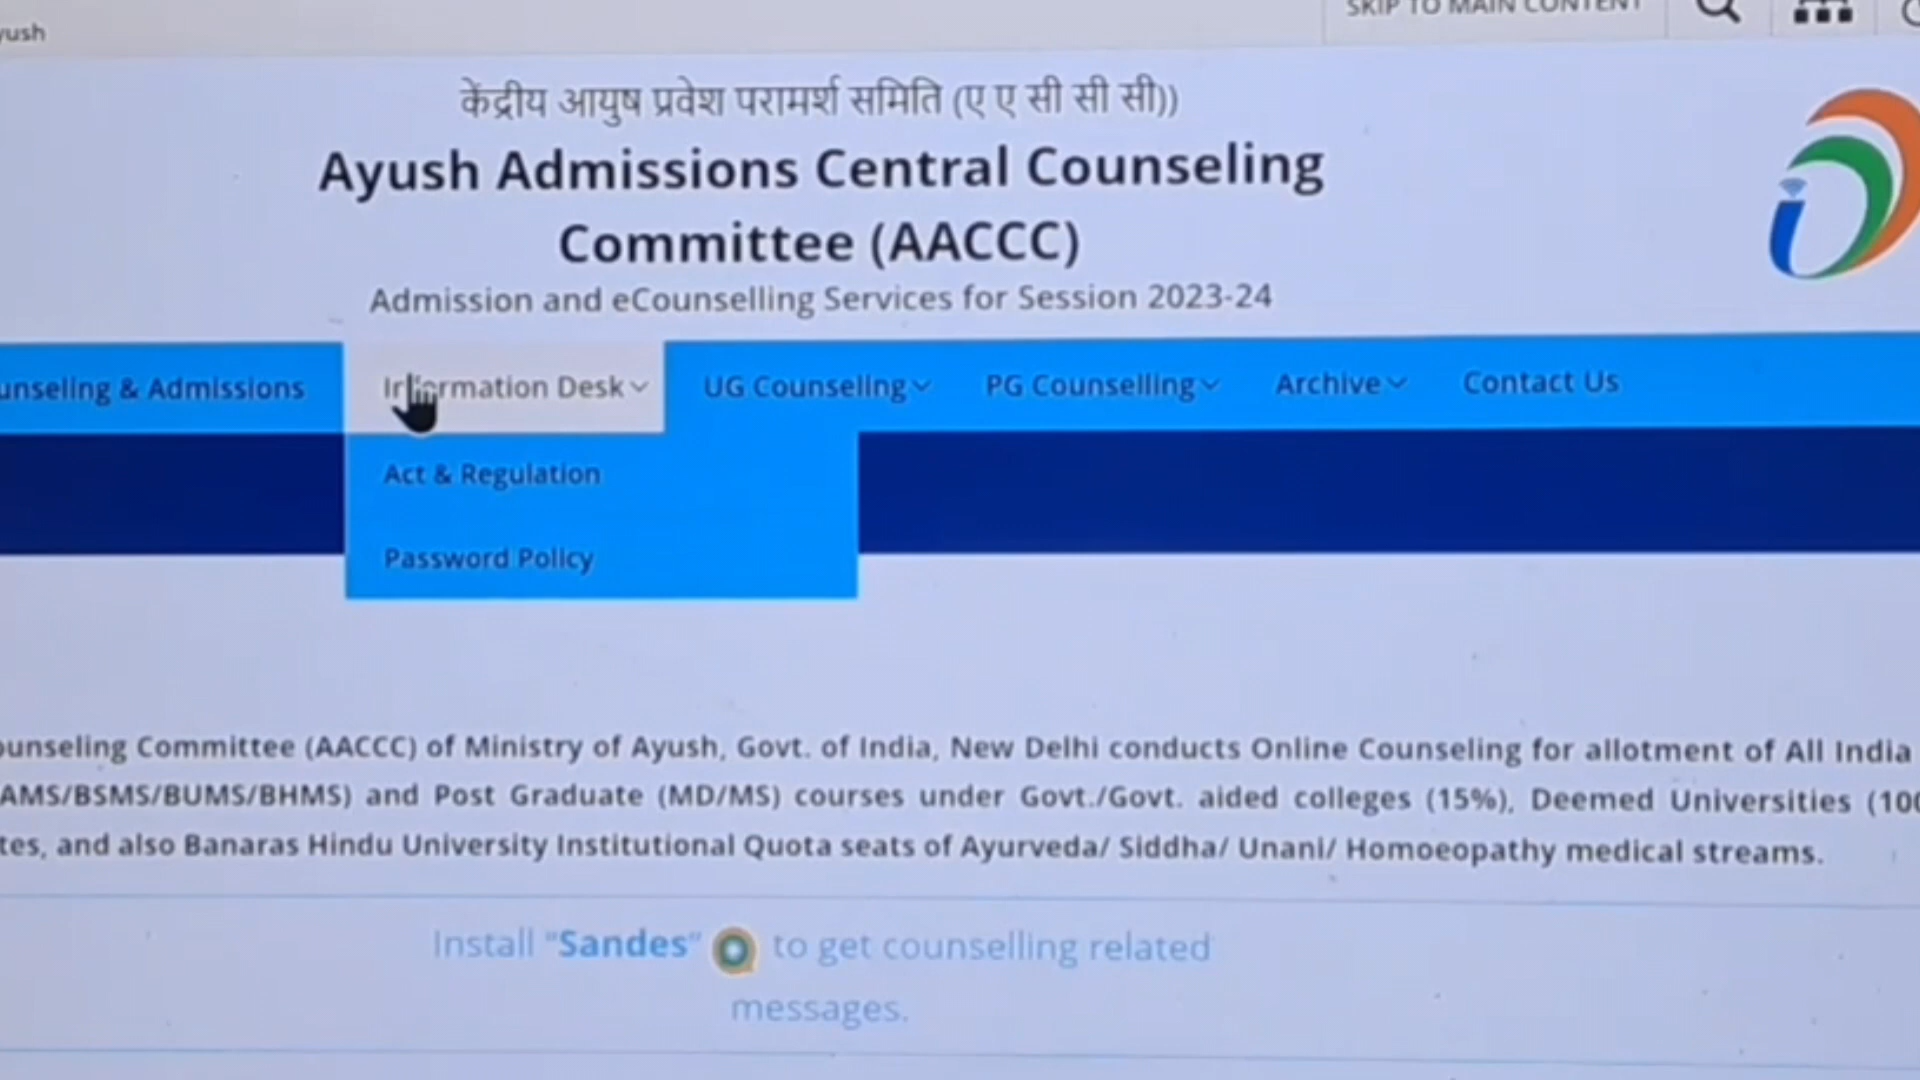 SKIP TO MAIN CONTENT
केंद्रीय आयुष प्रवेश परामर्श समिति (ए ए सी सी सी))
Ayush Admissions Central Counseling
Committee (AACCC)
Admission and eCounselling Services for Session 2023-24
& Admissions
Information Desk
UG Counseling
PG Counselling
Archive
Contact Us
Act & Regulation
Password Policy
Committee (AACCC) of Ministry of Ayush, Govt. of India, New Delhi conducts Online Counseling for allotment of All India
AMS/BSMS/BUMS/BHMS) and Post Graduate (MD/MS) courses under Govt./Govt. aided colleges (15%), Deemed Universities
and also Banaras Hindu University Institutional Quota seats of Ayurveda/ Siddha/ Unani/ Homoeopathy medical streams.
Install "Sandes" to get counselling related
messages.